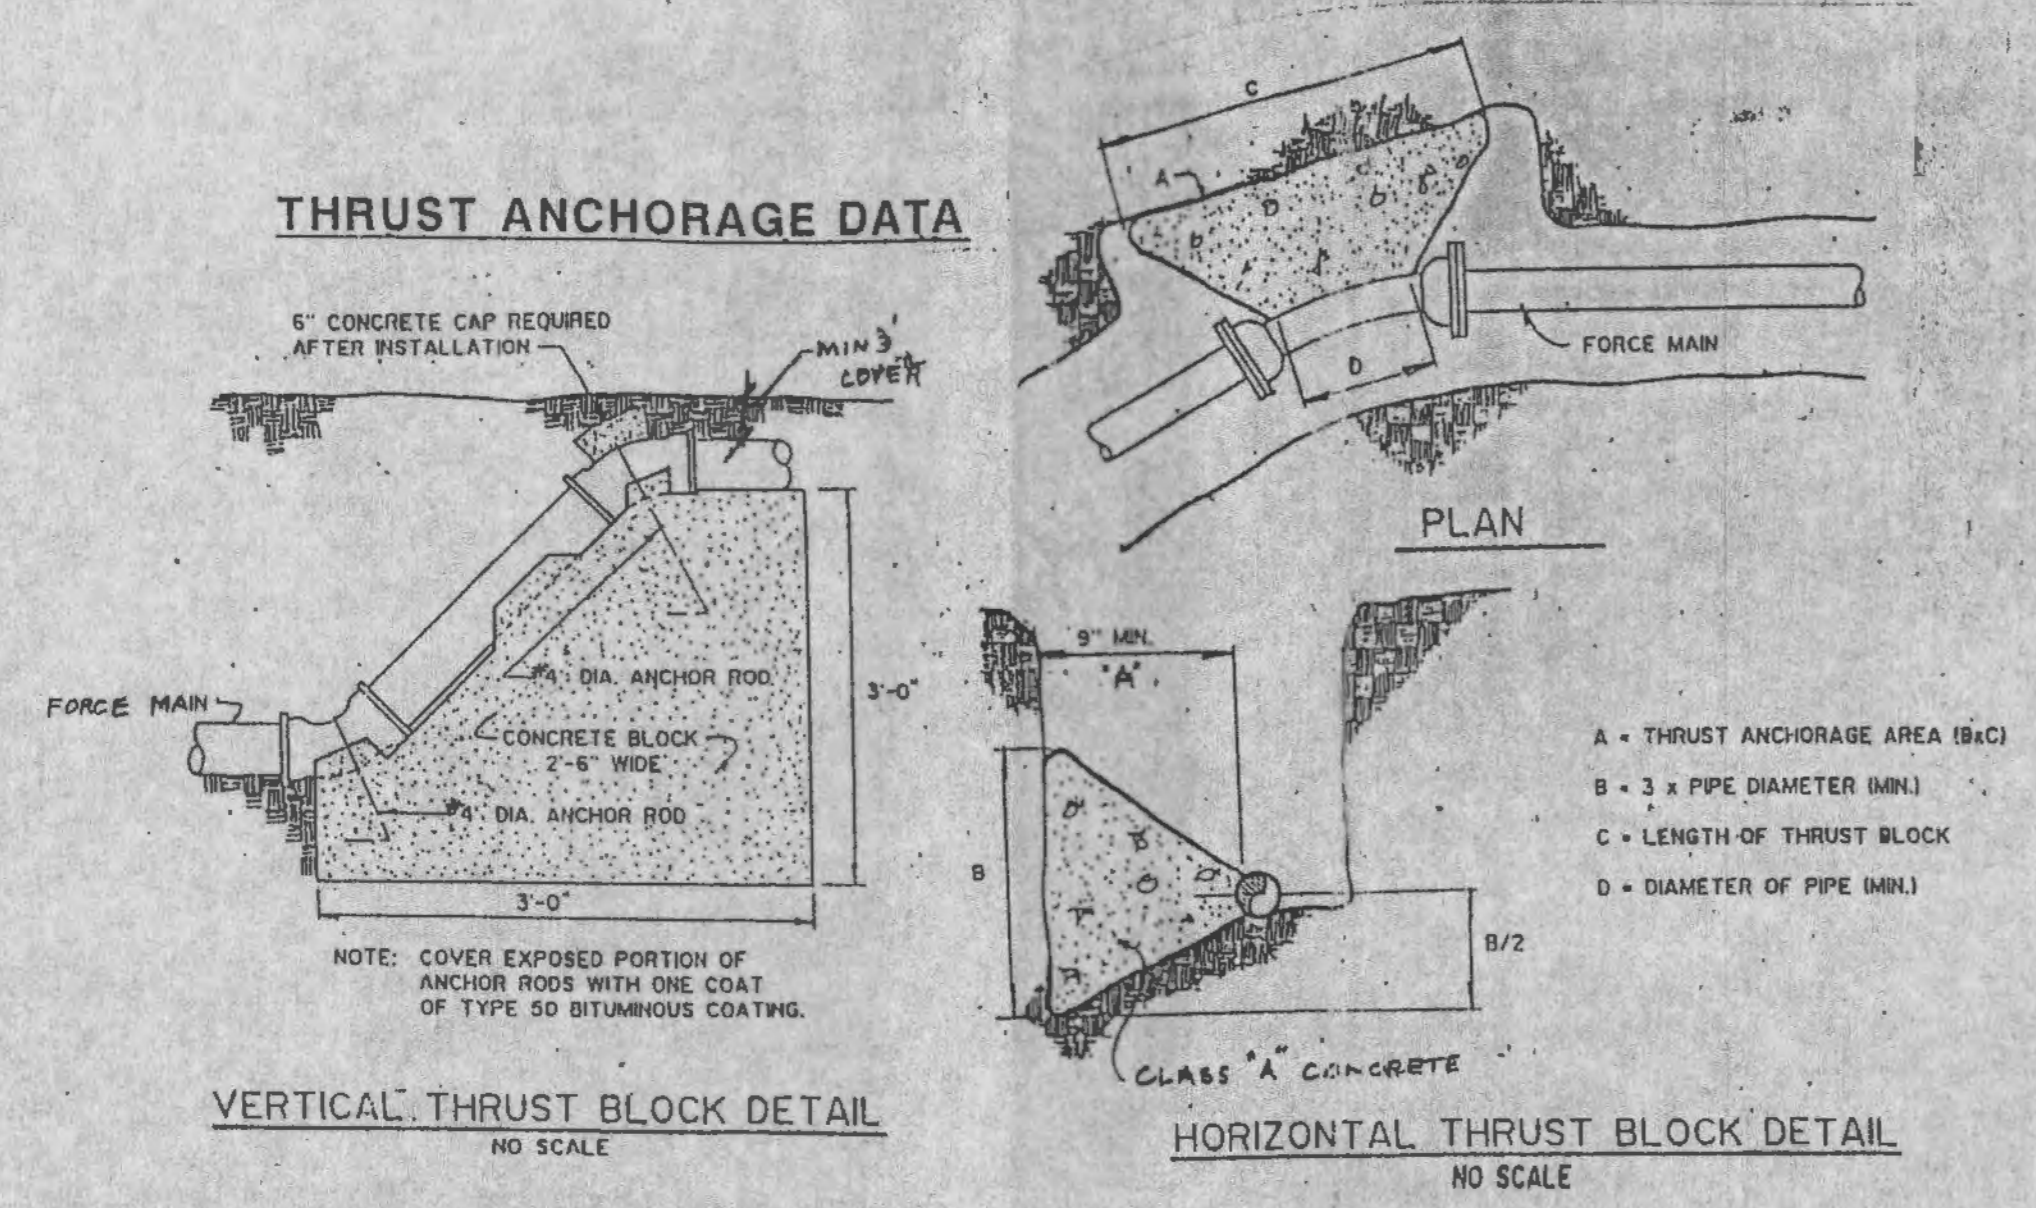 THRUST ANCHORAGE DATA
6" CONCRETE CAP REQUIRED
AFTER INSTALLATION
MIN 3'
COVER
FORCE MAIN
#4 DIA. ANCHOR ROD
CONCRETE BLOCK
2'-6" WIDE
#4 DIA. ANCHOR ROD
3'-0"
3'-0"
NOTE: COVER EXPOSED PORTION OF
ANCHOR RODS WITH ONE COAT
OF TYPE 5D BITUMINOUS COATING.
VERTICAL THRUST BLOCK DETAIL
NO SCALE
C
A
D
FORCE MAIN
PLAN
9" MIN.
"A"
B
B/2
CLASS "A" CONCRETE
A = THRUST ANCHORAGE AREA (BxC)
B = 3 x PIPE DIAMETER (MIN.)
C = LENGTH OF THRUST BLOCK
D = DIAMETER OF PIPE (MIN.)
HORIZONTAL THRUST BLOCK DETAIL
NO SCALE